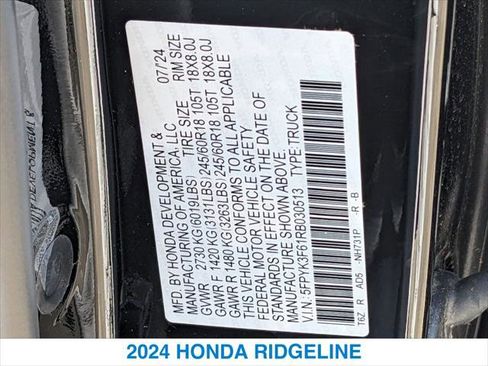 MFD. BY HONDA DEVELOPMENT & 07/24
MANUFACTURING OF AMERICA, LLC.
TIRE SIZE RIM SIZE
GVWR 2730 KG(6019LBS)
GAWR F 1420 KG(3131LBS) 245/60R18 105T 18X8.0J
GAWR R 1480 KG(3263LBS) 245/60R18 105T 18X8.0J
THIS VEHICLE CONFORMS TO ALL APPLICABLE
FEDERAL MOTOR VEHICLE SAFETY
STANDARDS IN EFFECT ON THE DATE OF
MANUFACTURE SHOWN ABOVE.
V.I.N. 5FPYK3F61RB030513 TYPE: TRUCK
T6Z R AD5 -NH731P -R -B
2024 HONDA RIDGELINE